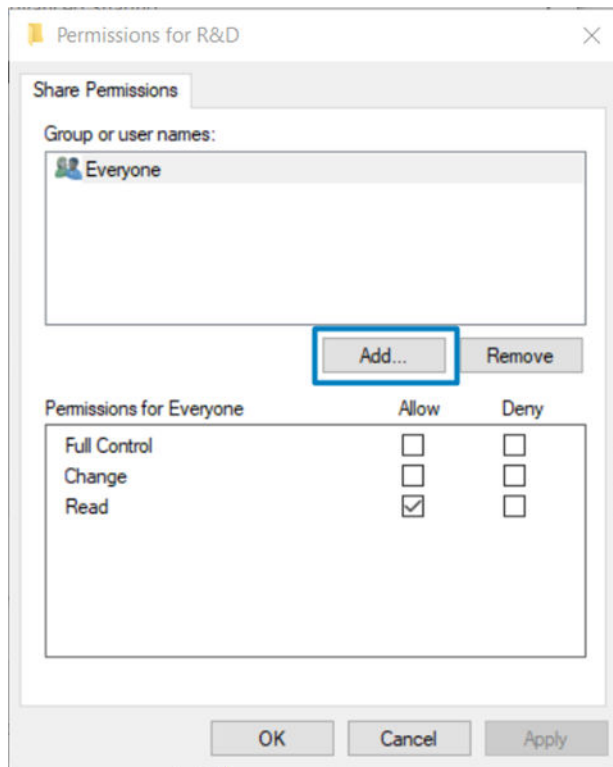 Permissions for R&D
Share Permissions
Group or user names:
Everyone
Add... Remove
Permissions for Everyone Allow Deny
Full Control
Change
Read
OK Cancel Apply